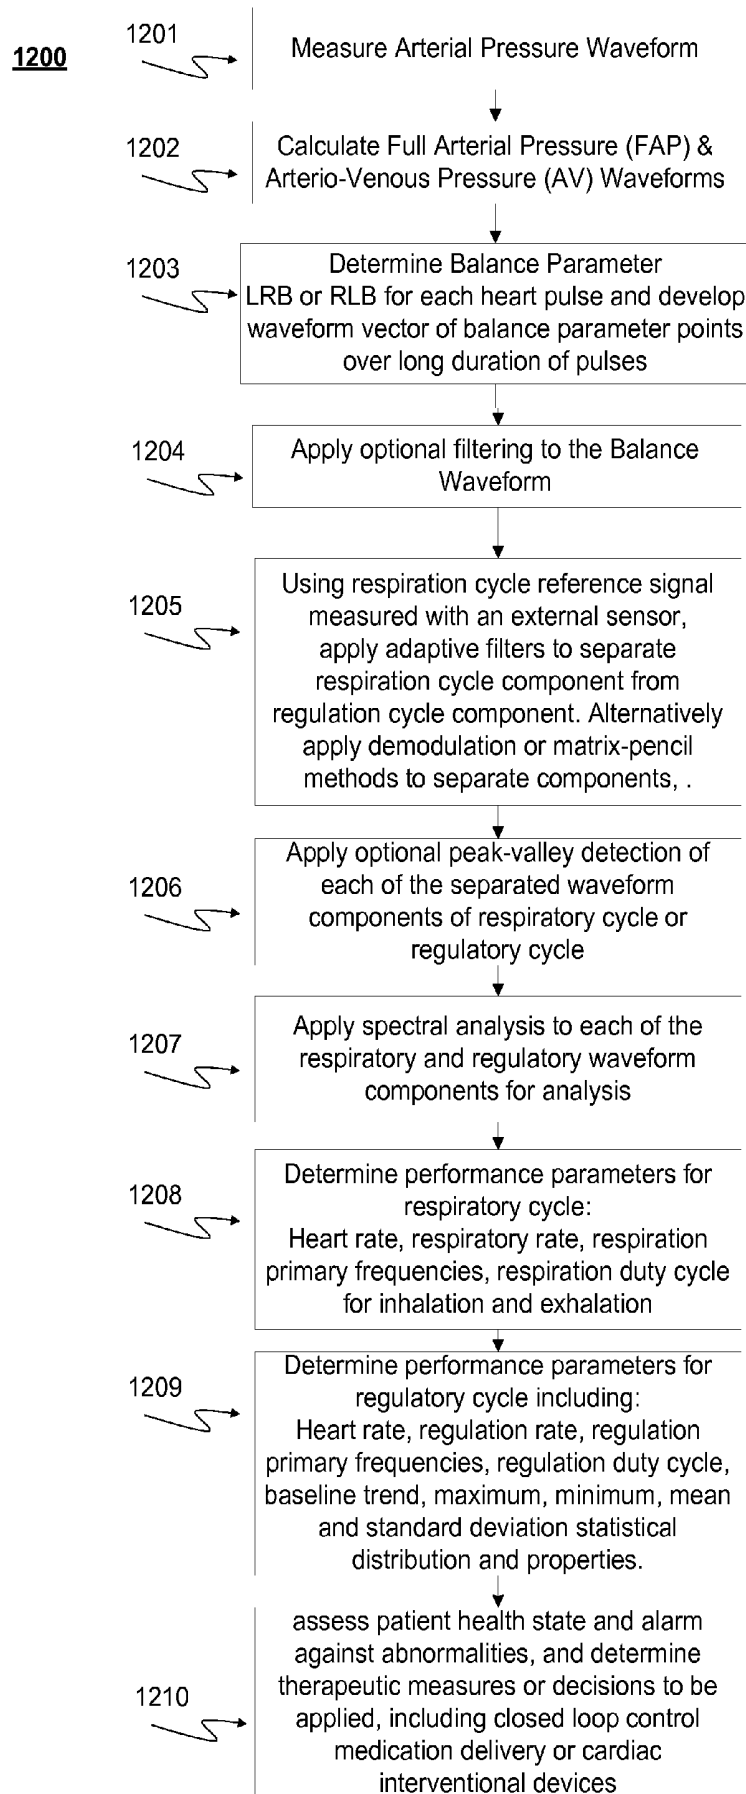 1200
1201
Measure Arterial Pressure Waveform
1202
Calculate Full Arterial Pressure (FAP) &
Arterio-Venous Pressure (AV) Waveforms
1203
Determine Balance Parameter
LRB or RLB for each heart pulse and develop
waveform vector of balance parameter points
over long duration of pulses
1204
Apply optional filtering to the Balance
Waveform
1205
Using respiration cycle reference signal
measured with an external sensor,
apply adaptive filters to separate
respiration cycle component from
regulation cycle component. Alternatively
apply demodulation or matrix-pencil
methods to separate components, .
1206
Apply optional peak-valley detection of
each of the separated waveform
components of respiratory cycle or
regulatory cycle
1207
Apply spectral analysis to each of the
respiratory and regulatory waveform
components for analysis
1208
Determine performance parameters for
respiratory cycle:
Heart rate, respiratory rate, respiration
primary frequencies, respiration duty cycle
for inhalation and exhalation
1209
Determine performance parameters for
regulatory cycle including:
Heart rate, regulation rate, regulation
primary frequencies, regulation duty cycle,
baseline trend, maximum, minimum, mean
and standard deviation statistical
distribution and properties.
1210
assess patient health state and alarm
against abnormalities, and determine
therapeutic measures or decisions to be
applied, including closed loop control
medication delivery or cardiac
interventional devices